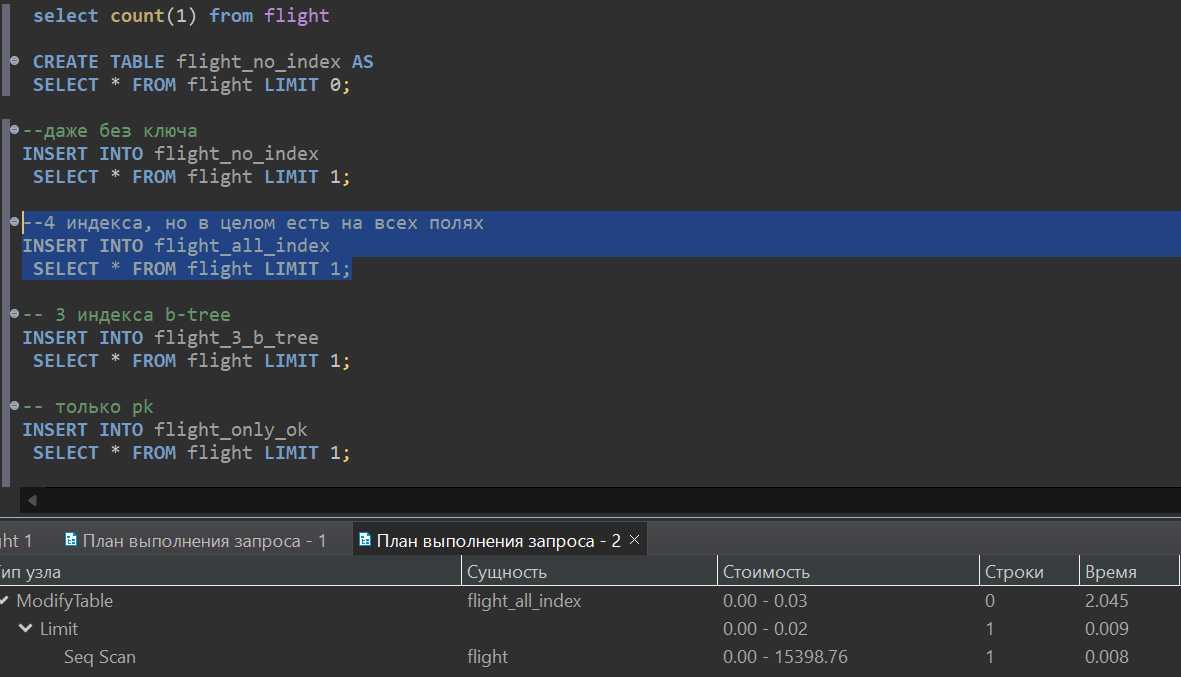 select count(1) from flight
CREATE TABLE flight_no_index AS
SELECT * FROM flight LIMIT 0;
--даже без ключа
INSERT INTO flight_no_index
SELECT * FROM flight LIMIT 1;
--4 индекса, но в целом есть на всех полях
INSERT INTO flight_all_index
SELECT * FROM flight LIMIT 1;
-- 3 индекса b-tree
INSERT INTO flight_3_b_tree
SELECT * FROM flight LIMIT 1;
-- только pk
INSERT INTO flight_only_ok
SELECT * FROM flight LIMIT 1;
ght 1 План выполнения запроса - 1 План выполнения запроса - 2
ип узла Сущность Стоимость Строки Время
ModifyTable flight_all_index 0.00 - 0.03 0 2.045
Limit 0.00 - 0.02 1 0.009
Seq Scan flight 0.00 - 15398.76 1 0.008